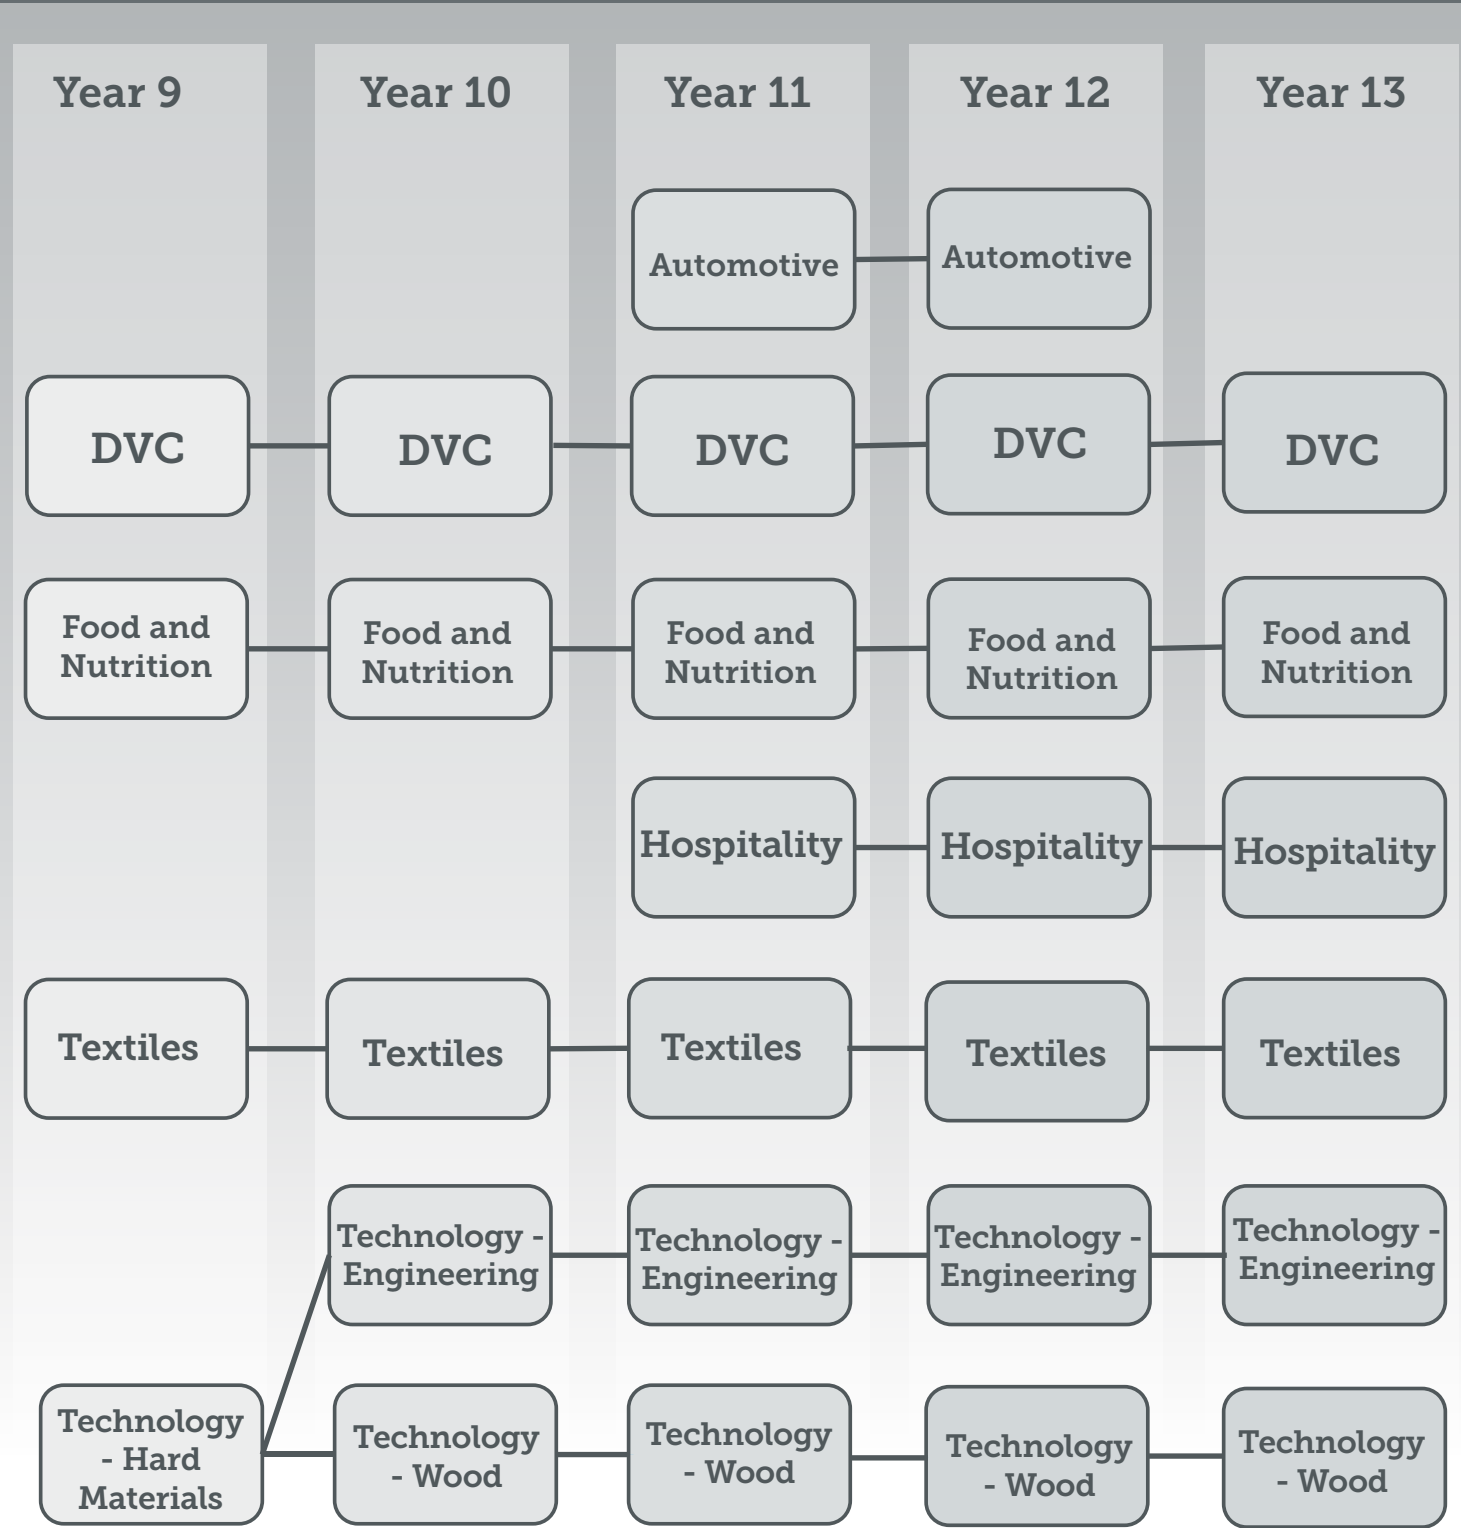 Year 9
Year 10
Year 11
Year 12
Year 13
Automotive
Automotive
DVC
DVC
DVC
DVC
DVC
Food and
Nutrition
Food and
Nutrition
Food and
Nutrition
Food and
Nutrition
Food and
Nutrition
Hospitality
Hospitality
Hospitality
Textiles
Textiles
Textiles
Textiles
Textiles
Technology -
Engineering
Technology -
Engineering
Technology -
Engineering
Technology -
Engineering
Technology
- Hard
Materials
Technology
- Wood
Technology
- Wood
Technology
- Wood
Technology
- Wood